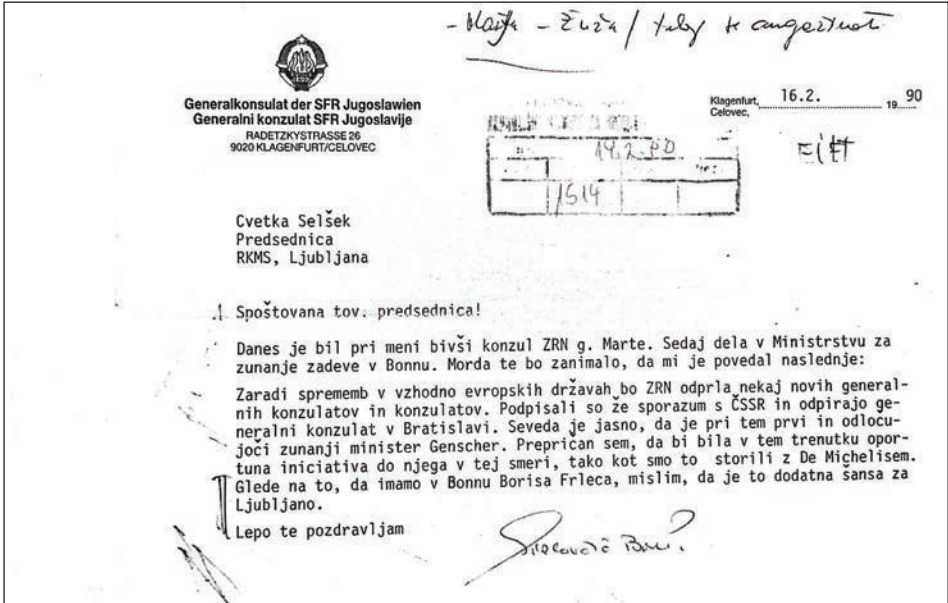 Generalkonsulat der SFR Jugoslawien
Generalni konzulat SFR Jugoslavije
RADETZKYSTRASSE 26
9020 KLAGENFURT/CELOVEC
Klagenfurt, 16.2. 19 90
Celovec,
1514
Cvetka Selšek
Predsednica
RKMS, Ljubljana
Spoštovana tov. predsednica!
Danes je bil pri meni bivši konzul ZRN g. Marte. Sedaj dela v Ministrstvu za
zunanje zadeve v Bonnu. Morda te bo zanimalo, da mi je povedal naslednje:
Zaradi sprememb v vzhodno evropskih državah bo ZRN odprla nekaj novih general-
nih konzulatov in konzulatov. Podpisali so že sporazum s ČSSR in odpirajo ge-
neralni konzulat v Bratislavi. Seveda je jasno, da je pri tem prvi in odlocu-
joči zunanji minister Genscher. Prepričan sem, da bi bila v tem trenutku opor-
tuna iniciativa do njega v tej smeri, tako kot smo to storili z De Michelisem.
Glede na to, da imamo v Bonnu Borisa Frleca, mislim, da je to dodatna šansa za
Ljubljano.
Lepo te pozdravljam